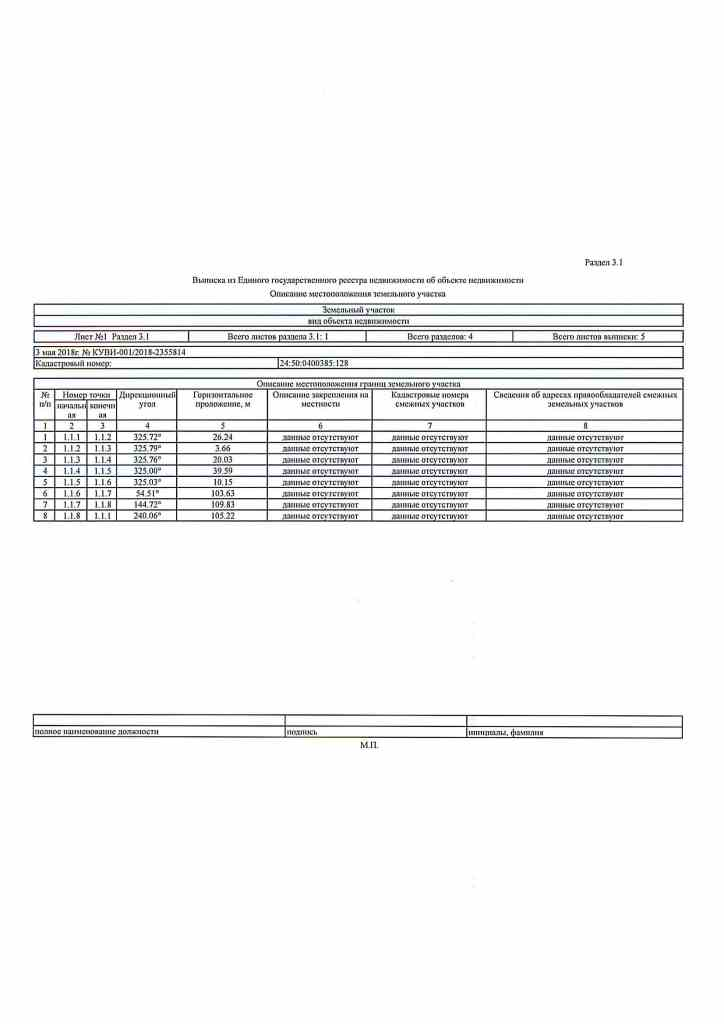 Раздел 3.1
Выписка из Единого государственного реестра недвижимости об объекте недвижимости
Описание местоположения земельного участка
Земельный участок
вид объекта недвижимости
Лист №1 Раздел 3.1 Всего листов раздела 3.1: 1 Всего разделов: 4 Всего листов выписки: 5
3 мая 2018г. № КУВИ-001/2018-2355814
Кадастровый номер: 24:50:0400385:128
Описание местоположения границ земельного участка
№ Номер точки Дирекционный Горизонтальное Описание закрепления на Кадастровые номера Сведения об адресах правообладателей смежных
п/п начальн конечн угол проложение, м местности смежных участков земельных участков
ая ая
1 2 3 4 5 6 7 8
1 1.1.1 1.1.2 325.72° 26.24 данные отсутствуют данные отсутствуют данные отсутствуют
2 1.1.2 1.1.3 325.79° 3.66 данные отсутствуют данные отсутствуют данные отсутствуют
3 1.1.3 1.1.4 325.76° 20.03 данные отсутствуют данные отсутствуют данные отсутствуют
4 1.1.4 1.1.5 325.00° 39.59 данные отсутствуют данные отсутствуют данные отсутствуют
5 1.1.5 1.1.6 325.03° 10.15 данные отсутствуют данные отсутствуют данные отсутствуют
6 1.1.6 1.1.7 54.51° 103.63 данные отсутствуют данные отсутствуют данные отсутствуют
7 1.1.7 1.1.8 144.72° 109.83 данные отсутствуют данные отсутствуют данные отсутствуют
8 1.1.8 1.1.1 240.06° 105.22 данные отсутствуют данные отсутствуют данные отсутствуют
полное наименование должности подпись инициалы, фамилия
М.П.